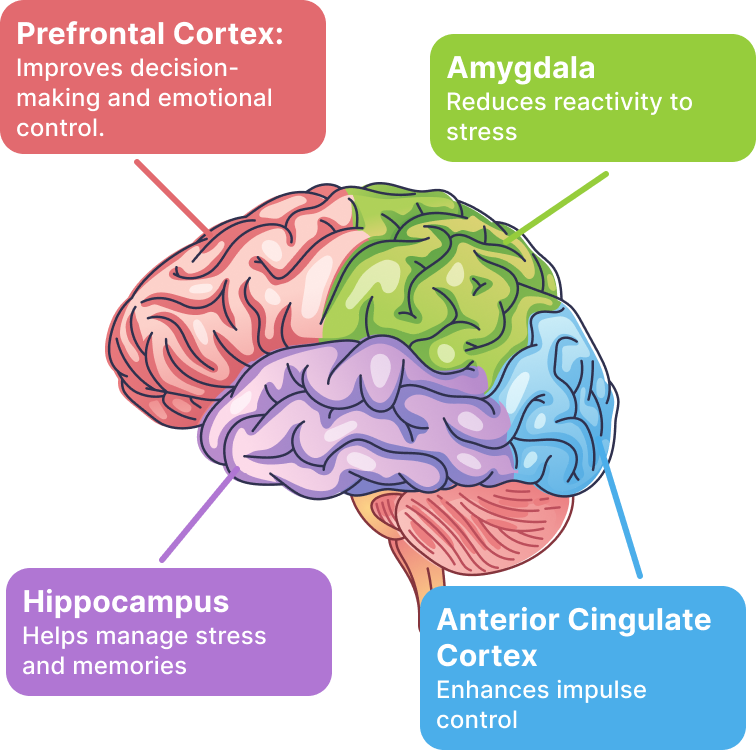 Prefrontal Cortex:
Improves decision-
making and emotional
control.
Amygdala
Reduces reactivity to
stress
Hippocampus
Helps manage stress
and memories
Anterior Cingulate
Cortex
Enhances impulse
control